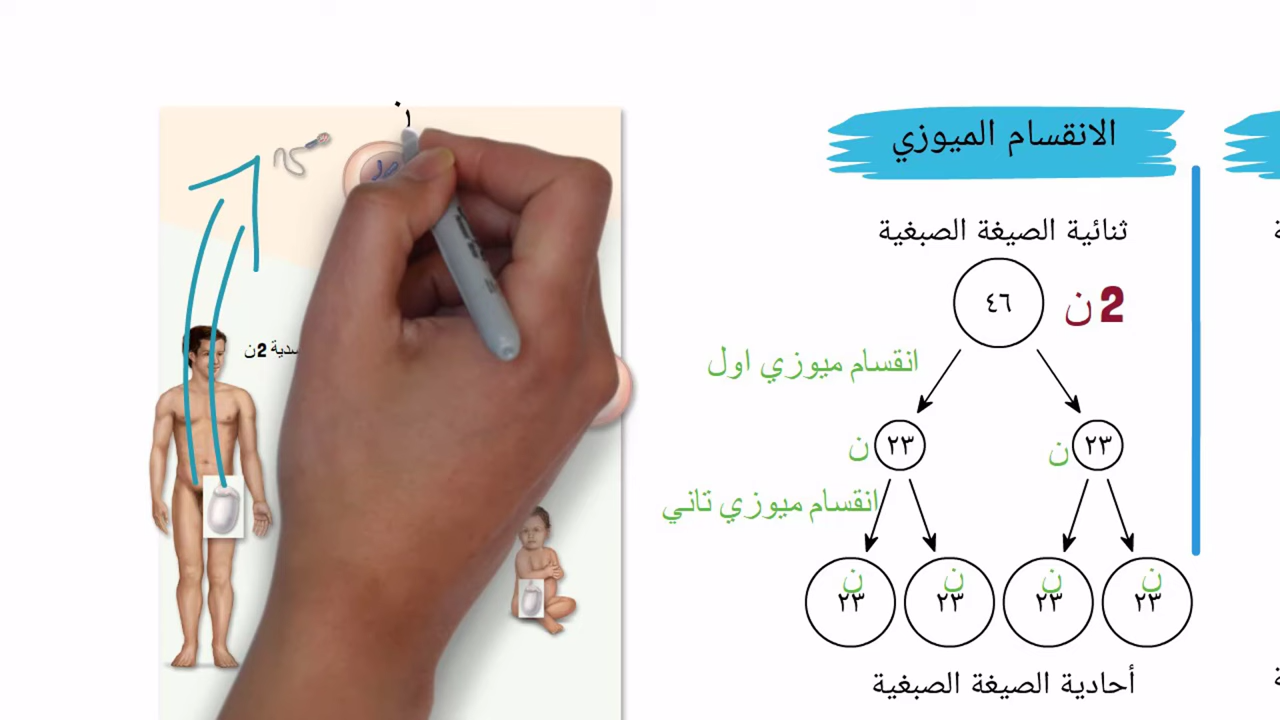 الانقسام الميوزي
ثنائية الصيغة الصبغية
٤٦
2ن
انقسام ميوزي اول
ن ٢٣
ن ٢٣
انقسام ميوزي تاني
ن ن ن ن
٢٣ ٢٣ ٢٣ ٢٣
أحادية الصيغة الصبغية
ن
2ن